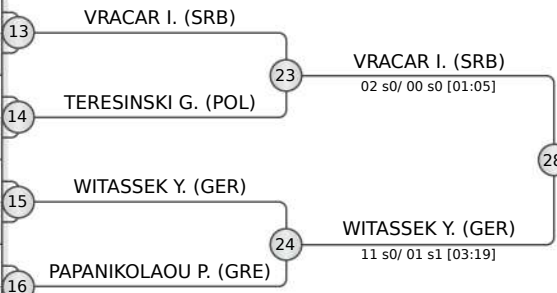 13
VRACAR I. (SRB)
23
VRACAR I. (SRB)
02 s0/ 00 s0 [01:05]
TERESINSKI G. (POL)
14
28
WITASSEK Y. (GER)
15
24
WITASSEK Y. (GER)
11 s0/ 01 s1 [03:19]
PAPANIKOLAOU P. (GRE)
16